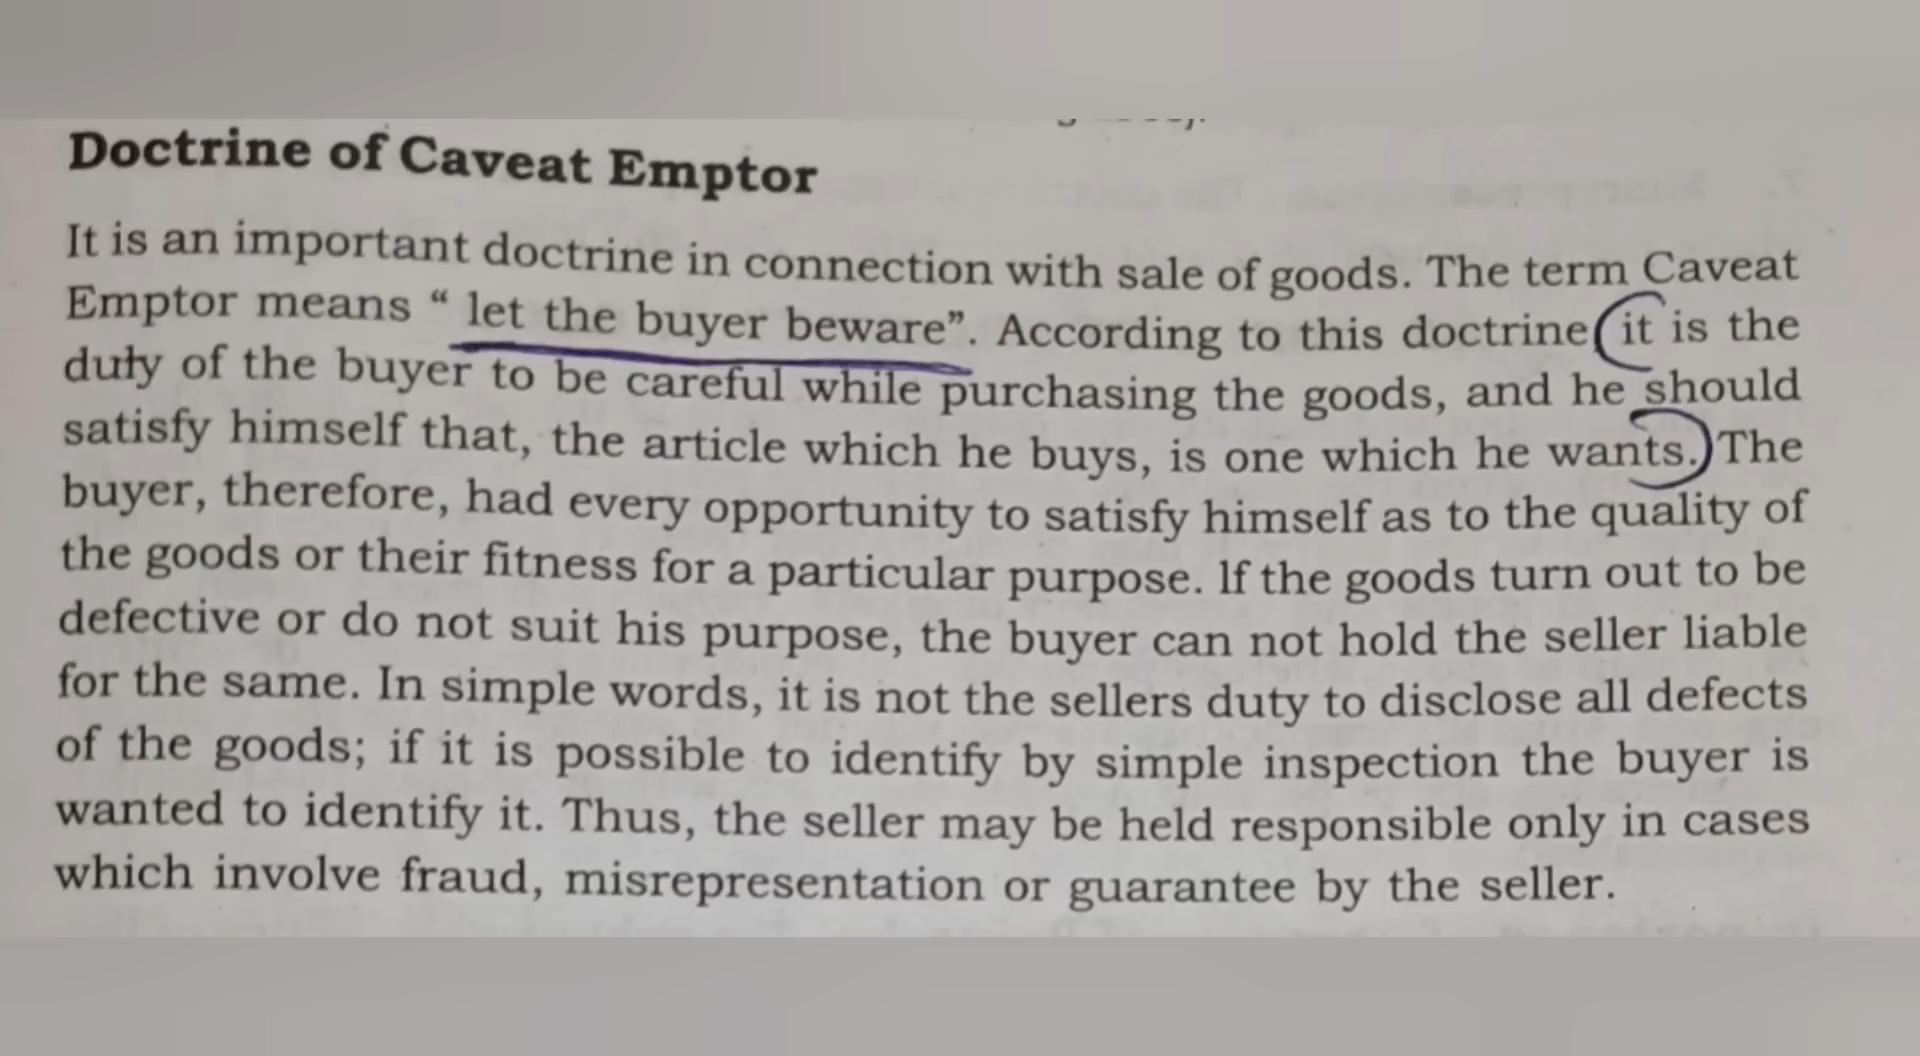 Doctrine of Caveat Emptor
It is an important doctrine in connection with sale of goods. The term Caveat
Emptor means “ let the buyer beware”. According to this doctrine it is the
duty of the buyer to be careful while purchasing the goods, and he should
satisfy himself that, the article which he buys, is one which he wants. The
buyer, therefore, had every opportunity to satisfy himself as to the quality of
the goods or their fitness for a particular purpose. If the goods turn out to be
defective or do not suit his purpose, the buyer can not hold the seller liable
for the same. In simple words, it is not the sellers duty to disclose all defects
of the goods; if it is possible to identify by simple inspection the buyer is
wanted to identify it. Thus, the seller may be held responsible only in cases
which involve fraud, misrepresentation or guarantee by the seller.